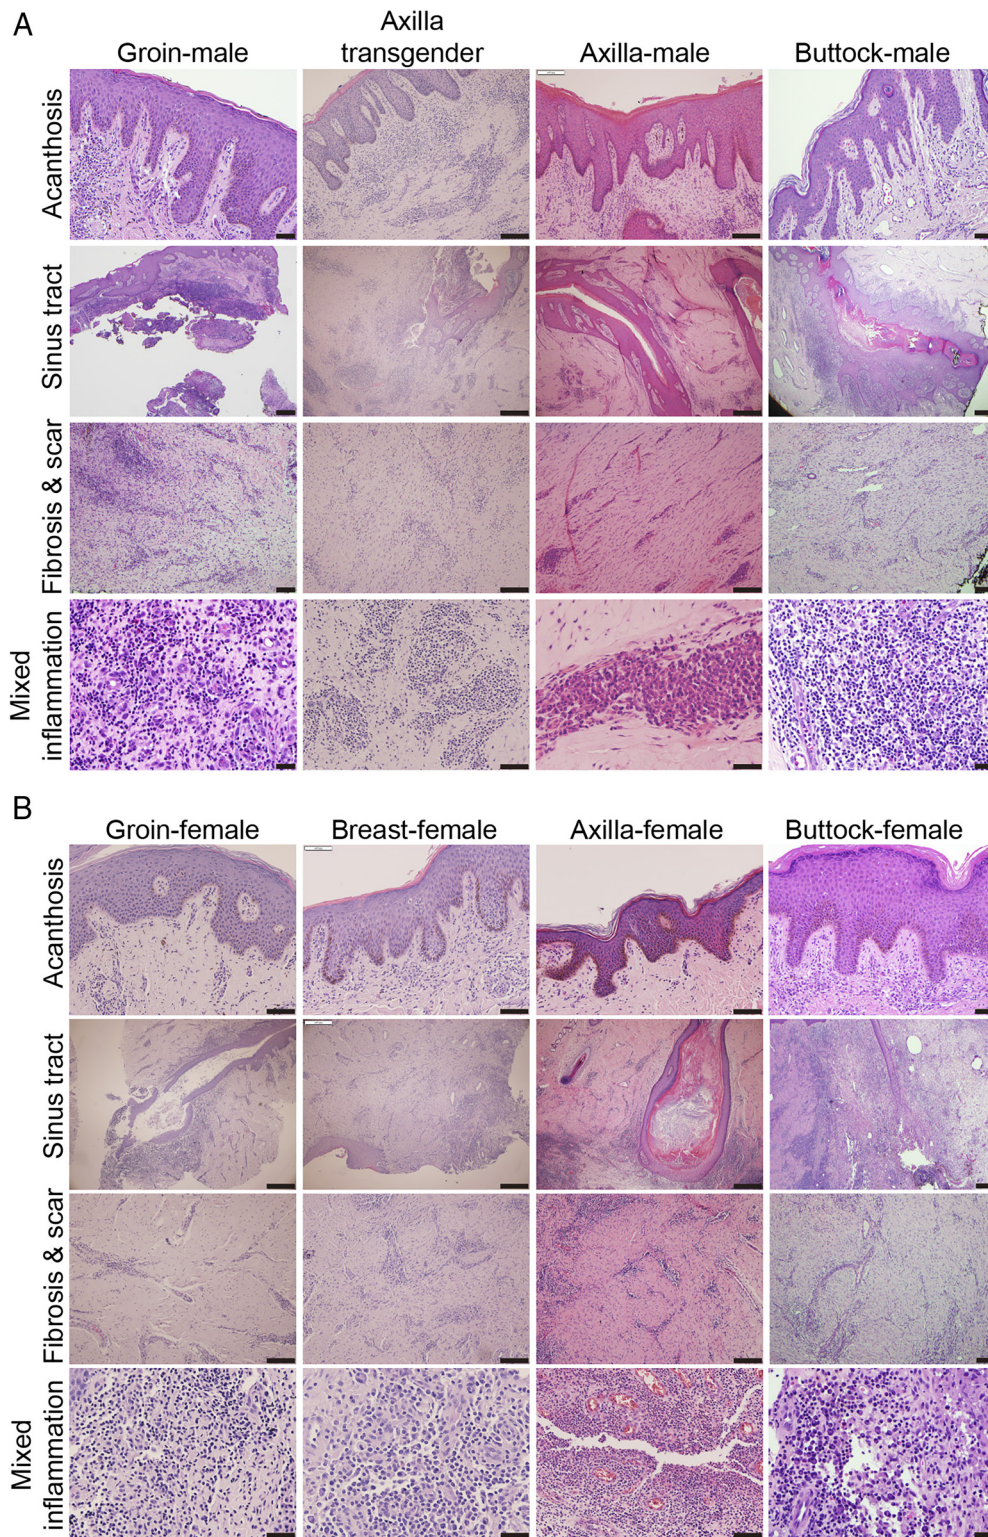 A
Groin-male
Axilla
transgender
Axilla-male
Buttock-male
Acanthosis
Sinus tract
Fibrosis & scar
Mixed
inflammation
B
Groin-female
Breast-female
Axilla-female
Buttock-female
Acanthosis
Sinus tract
Fibrosis & scar
Mixed
inflammation